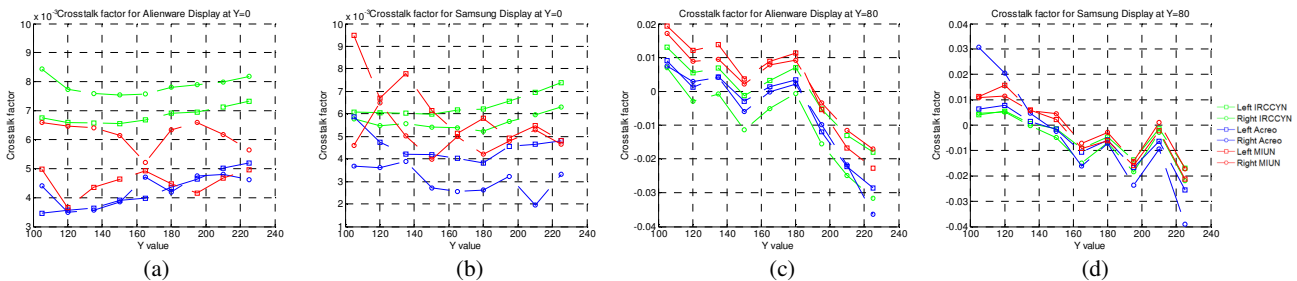 ×10⁻³ Crosstalk factor for Alienware Display at Y=0
10
9
8
7
6
5
4
3
Crosstalk factor
100 120 140 160 180 200 220 240
Y value
(a)
×10⁻³ Crosstalk factor for Samsung Display at Y=0
10
9
8
7
6
5
4
3
2
1
Crosstalk factor
100 120 140 160 180 200 220 240
Y value
(b)
Crosstalk factor for Alienware Display at Y=80
0.02
0.01
0
-0.01
-0.02
-0.03
-0.04
Crosstalk factor
100 120 140 160 180 200 220 240
Y value
(c)
Crosstalk factor for Samsung Display at Y=80
0.04
0.03
0.02
0.01
0
-0.01
-0.02
-0.03
-0.04
Crosstalk factor
100 120 140 160 180 200 220 240
Y value
(d)
Left IRCCYN
Right IRCCYN
Left Acreo
Right Acreo
Left MIUN
Right MIUN